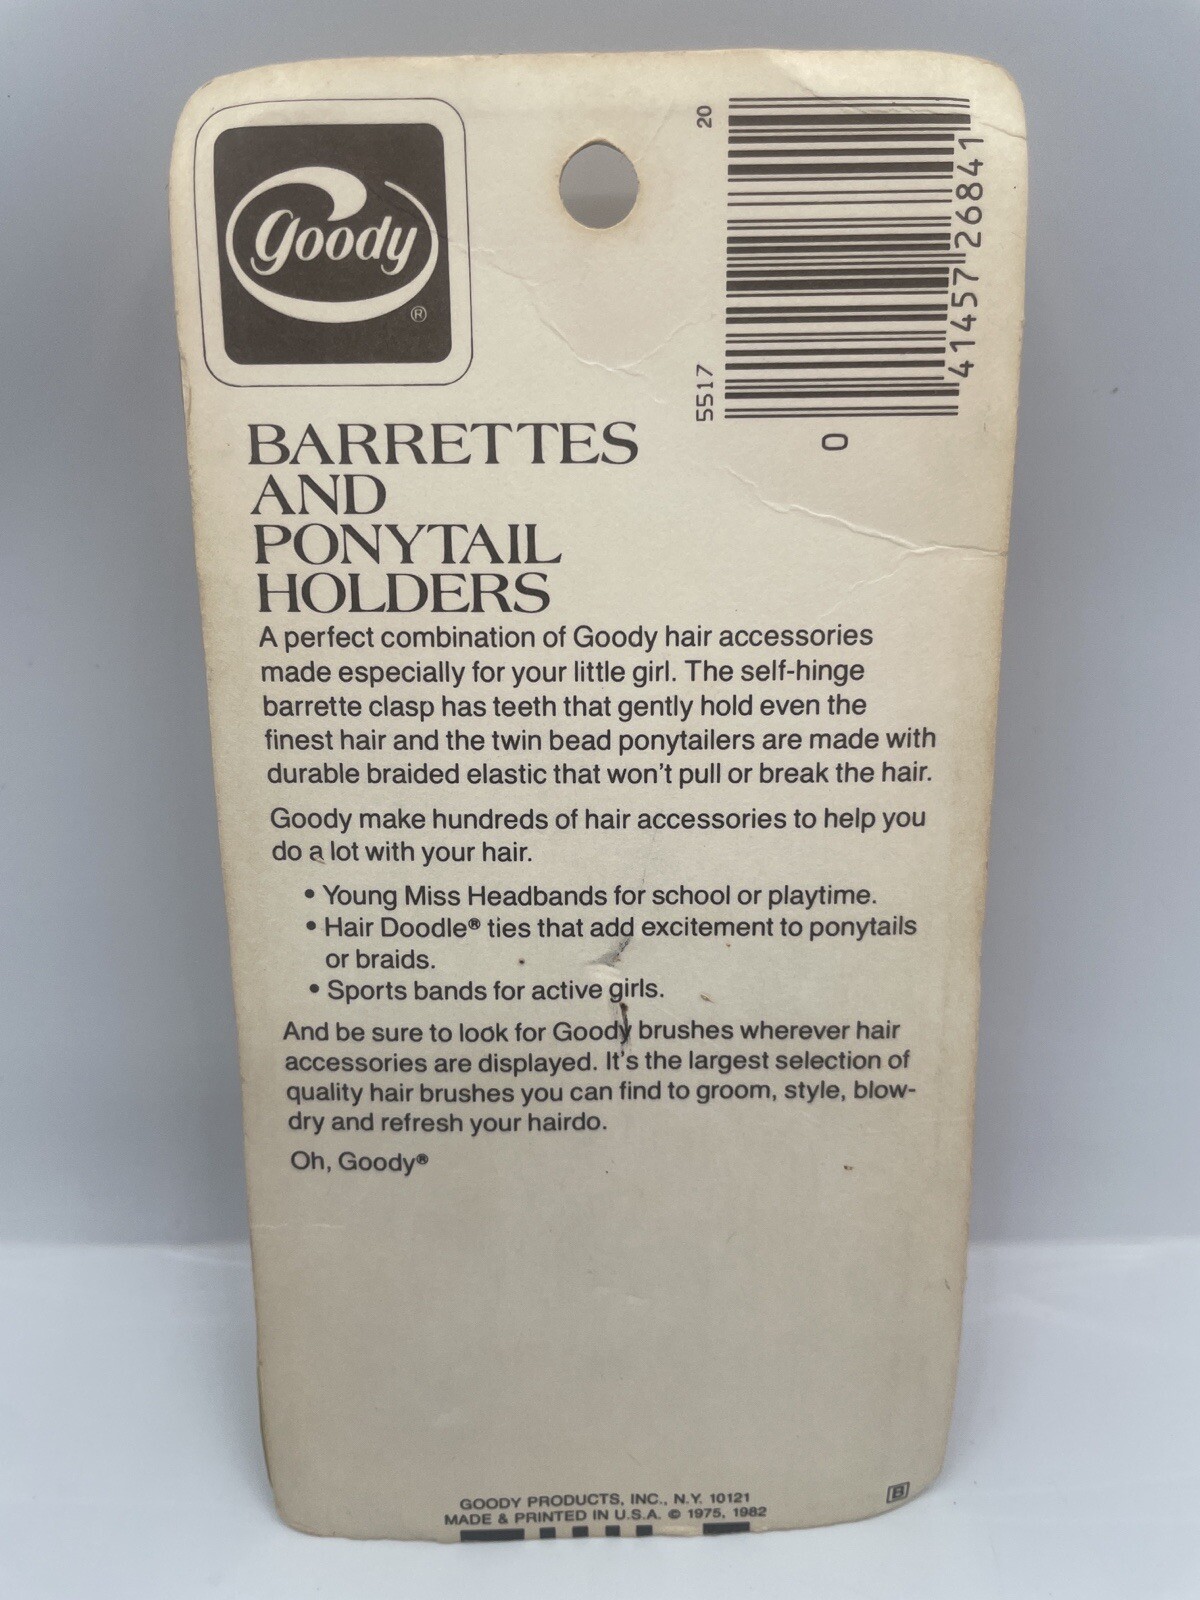 goody
®
20
5517
41457 26841
0
BARRETTES
AND
PONYTAIL
HOLDERS
A perfect combination of Goody hair accessories
made especially for your little girl. The self-hinge
barrette clasp has teeth that gently hold even the
finest hair and the twin bead ponytailers are made with
durable braided elastic that won't pull or break the hair.
Goody make hundreds of hair accessories to help you
do a lot with your hair.
• Young Miss Headbands for school or playtime.
• Hair Doodle® ties that add excitement to ponytails
or braids.
• Sports bands for active girls.
And be sure to look for Goody brushes wherever hair
accessories are displayed. It's the largest selection of
quality hair brushes you can find to groom, style, blow-
dry and refresh your hairdo.
Oh, Goody®
GOODY PRODUCTS, INC., N.Y. 10121
MADE & PRINTED IN U.S.A. © 1975, 1982
B